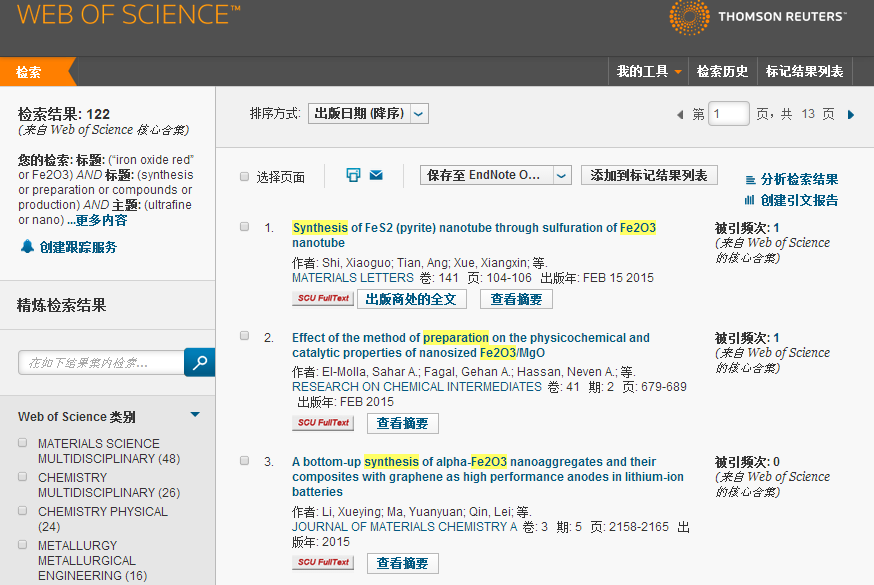 WEB OF SCIENCE™
THOMSON REUTERS™
检索
我的工具 检索历史 标记结果列表
检索结果: 122
(来自 Web of Science 核心合集)
您的检索: 标题: ("iron oxide red"
or Fe2O3) AND 标题: (synthesis
or preparation or compounds or
production) AND 主题: (ultrafine
or nano) ...更多内容
创建跟踪服务
精炼检索结果
在如下结果集内检索...
Web of Science 类别
MATERIALS SCIENCE
MULTIDISCIPLINARY (48)
CHEMISTRY
MULTIDISCIPLINARY (26)
CHEMISTRY PHYSICAL
(24)
METALLURGY
METALLURGICAL
ENGINEERING (16)
排序方式: 出版日期 (降序)
第 1 页，共 13 页
选择页面
保存至 EndNote O...
添加到标记结果列表
分析检索结果
创建引文报告
1. Synthesis of FeS2 (pyrite) nanotube through sulfuration of Fe2O3
nanotube
作者: Shi, Xiaoguo; Tian, Ang; Xue, Xiangxin; 等.
MATERIALS LETTERS 卷: 141 页: 104-106 出版年: FEB 15 2015
SCU FullText 出版商处的全文 查看摘要
被引频次: 1
(来自 Web of Science
的核心合集)
2. Effect of the method of preparation on the physicochemical and
catalytic properties of nanosized Fe2O3/MgO
作者: El-Molla, Sahar A.; Fagal, Gehan A.; Hassan, Neven A.; 等.
RESEARCH ON CHEMICAL INTERMEDIATES 卷: 41 期: 2 页: 679-689
出版年: FEB 2015
SCU FullText 查看摘要
被引频次: 1
(来自 Web of Science
的核心合集)
3. A bottom-up synthesis of alpha-Fe2O3 nanoaggregates and their
composites with graphene as high performance anodes in lithium-ion
batteries
作者: Li, Xueying; Ma, Yuanyuan; Qin, Lei; 等.
JOURNAL OF MATERIALS CHEMISTRY A 卷: 3 期: 5 页: 2158-2165 出
版年: 2015
SCU FullText 查看摘要
被引频次: 0
(来自 Web of Science
的核心合集)